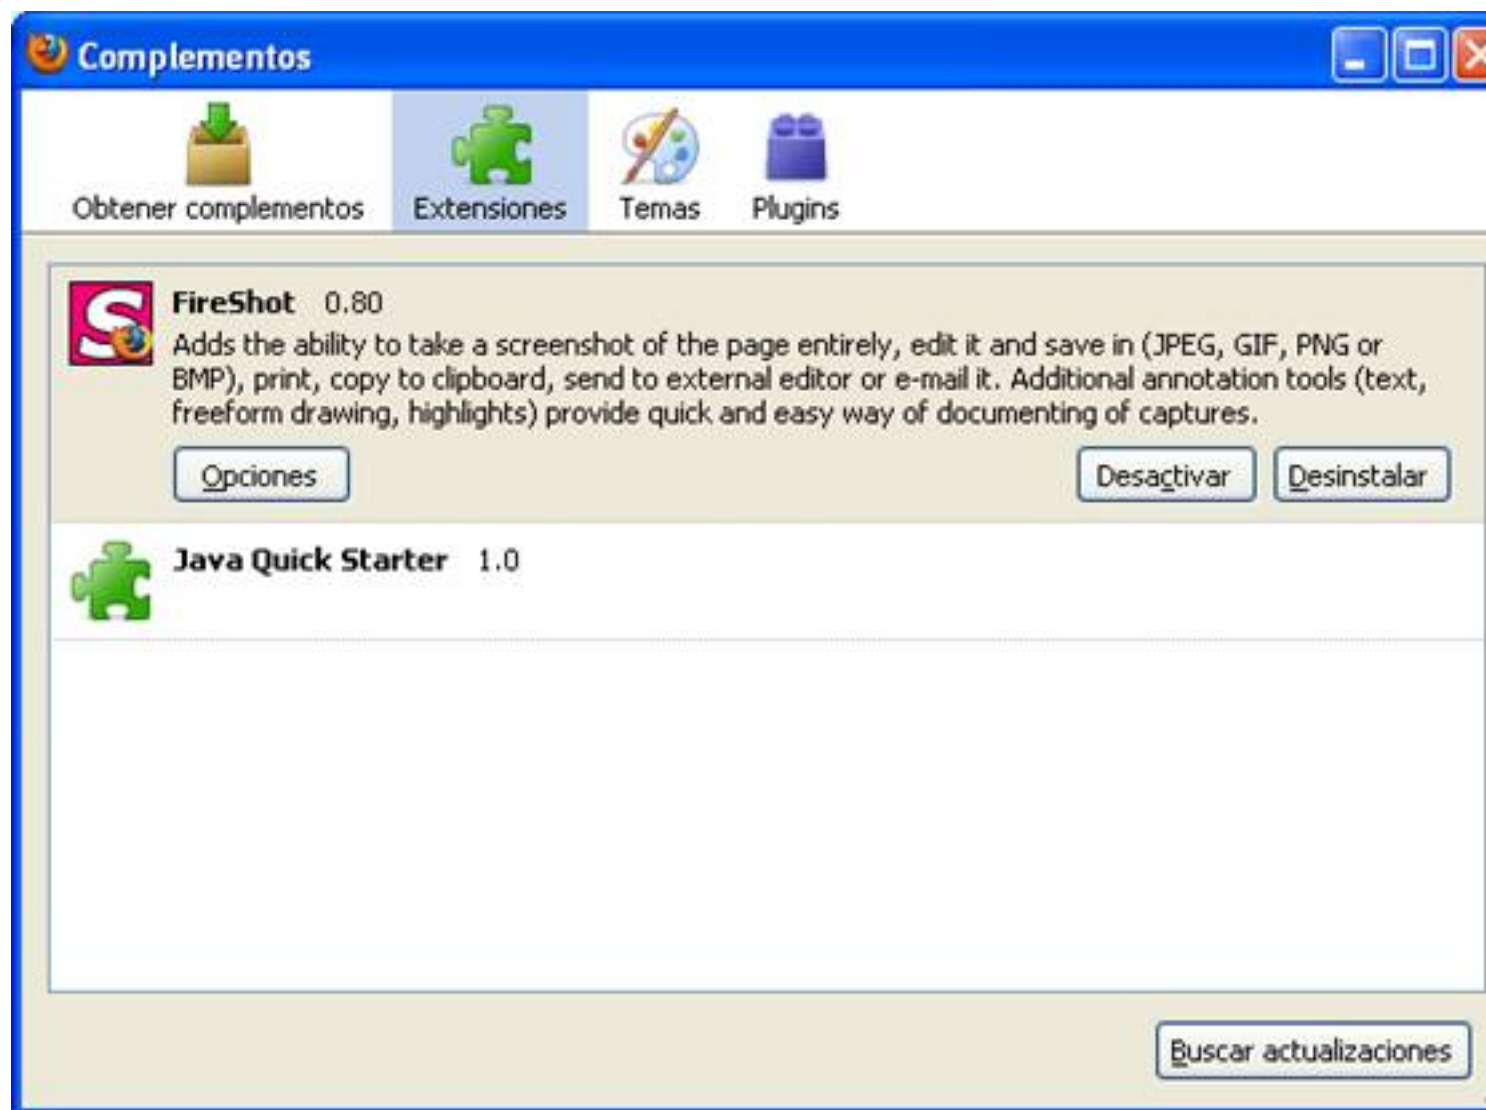 Complementos
Obtener complementos Extensiones Temas Plugins
FireShot 0.80
Adds the ability to take a screenshot of the page entirely, edit it and save in (JPEG, GIF, PNG or
BMP), print, copy to clipboard, send to external editor or e-mail it. Additional annotation tools (text,
freeform drawing, highlights) provide quick and easy way of documenting of captures.
Opciones Desactivar Desinstalar
Java Quick Starter 1.0
Buscar actualizaciones